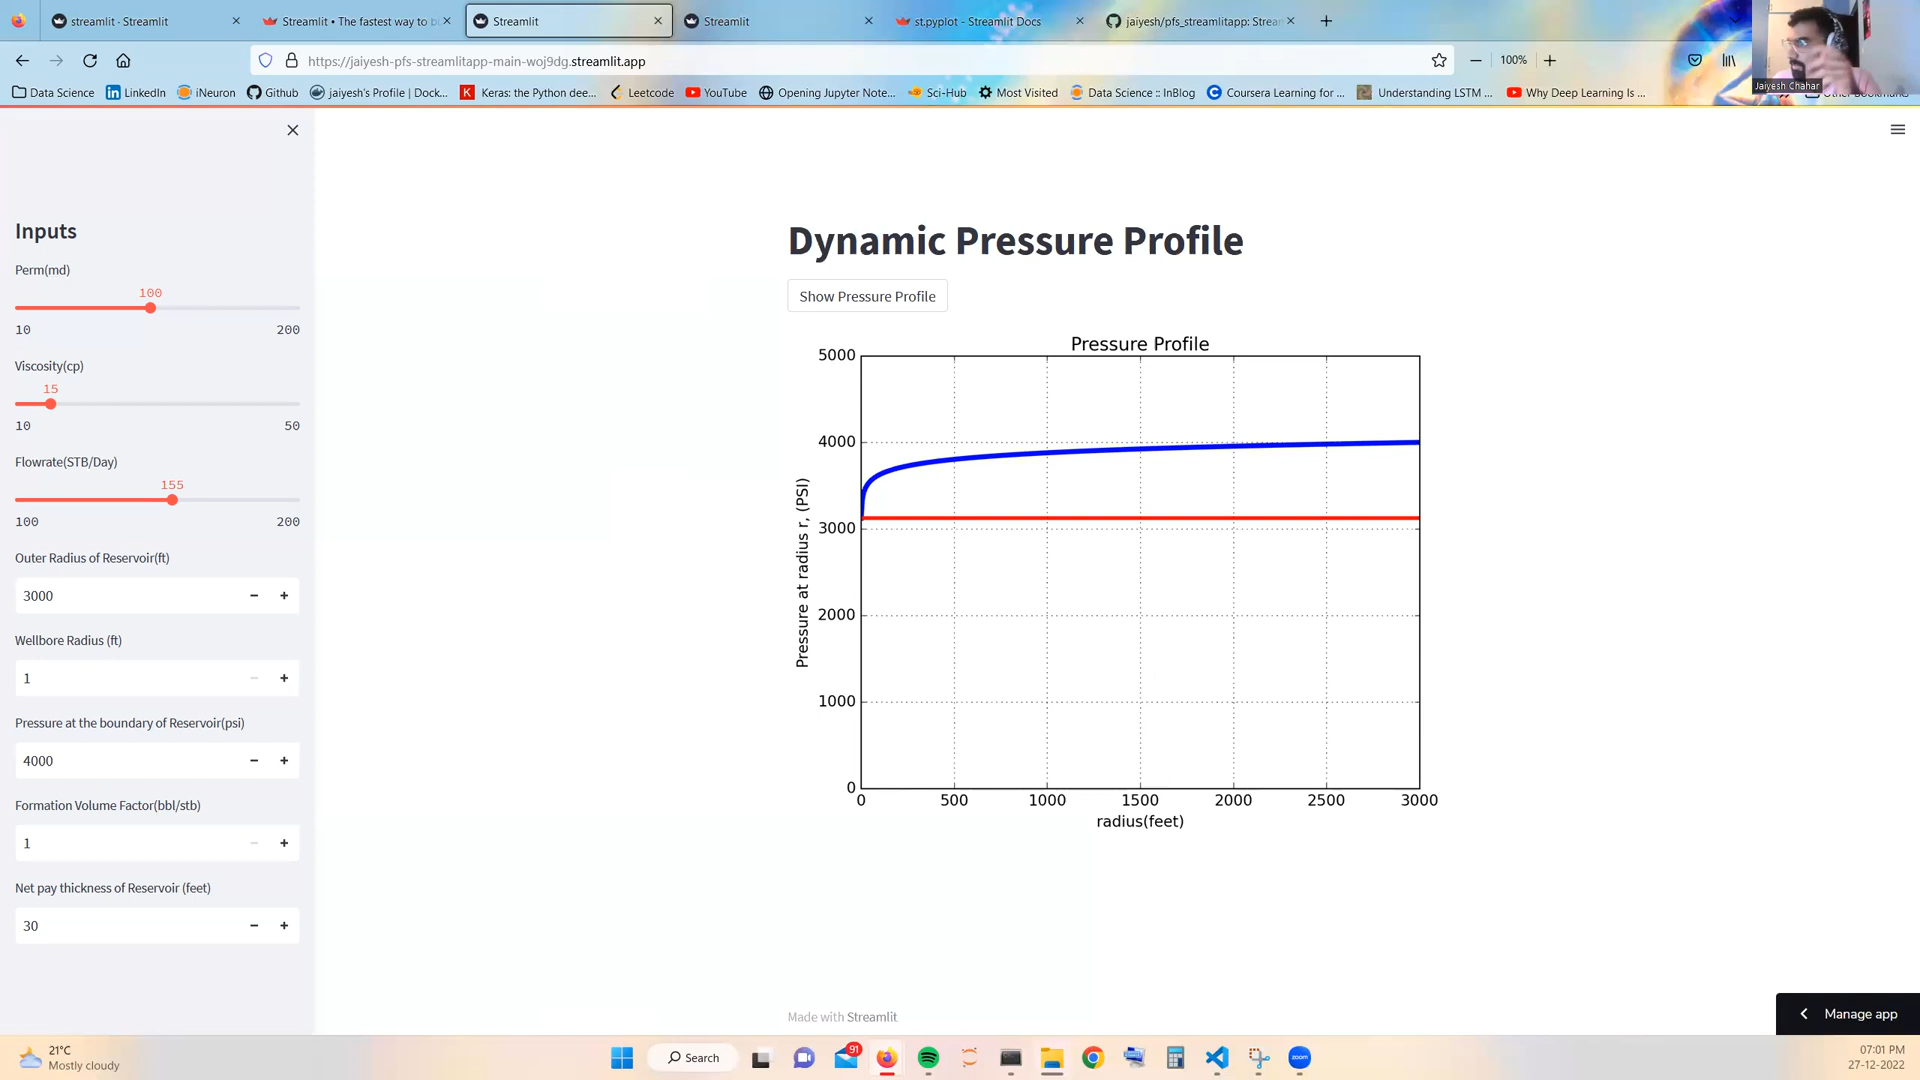 streamlit · Streamlit
Streamlit • The fastest way to b
Streamlit
Streamlit
st.pyplot - Streamlit Docs
jaiyesh/pfs_streamlitapp: Strea
https://jaiyesh-pfs-streamlitapp-main-woj9dg.streamlit.app
100%
Jaiyesh Chahar
Data Science
LinkedIn
iNeuron
Github
jaiyesh's Profile | Dock...
Keras: the Python dee...
Leetcode
YouTube
Opening Jupyter Note...
Sci-Hub
Most Visited
Data Science :: InBlog
Coursera Learning for ...
Understanding LSTM ...
Why Deep Learning Is ...
Other Bookmarks
Inputs
Perm(md)
100
10 200
Viscosity(cp)
15
10 50
Flowrate(STB/Day)
155
100 200
Outer Radius of Reservoir(ft)
3000
Wellbore Radius (ft)
1
Pressure at the boundary of Reservoir(psi)
4000
Formation Volume Factor(bbl/stb)
1
Net pay thickness of Reservoir (feet)
30
Dynamic Pressure Profile
Show Pressure Profile
Pressure Profile
5000
4000
3000
2000
1000
0
Pressure at radius r, (PSI)
0 500 1000 1500 2000 2500 3000
radius(feet)
Made with Streamlit
Manage app
21°C
Mostly cloudy
Search
91
zoom
07:01 PM
27-12-2022